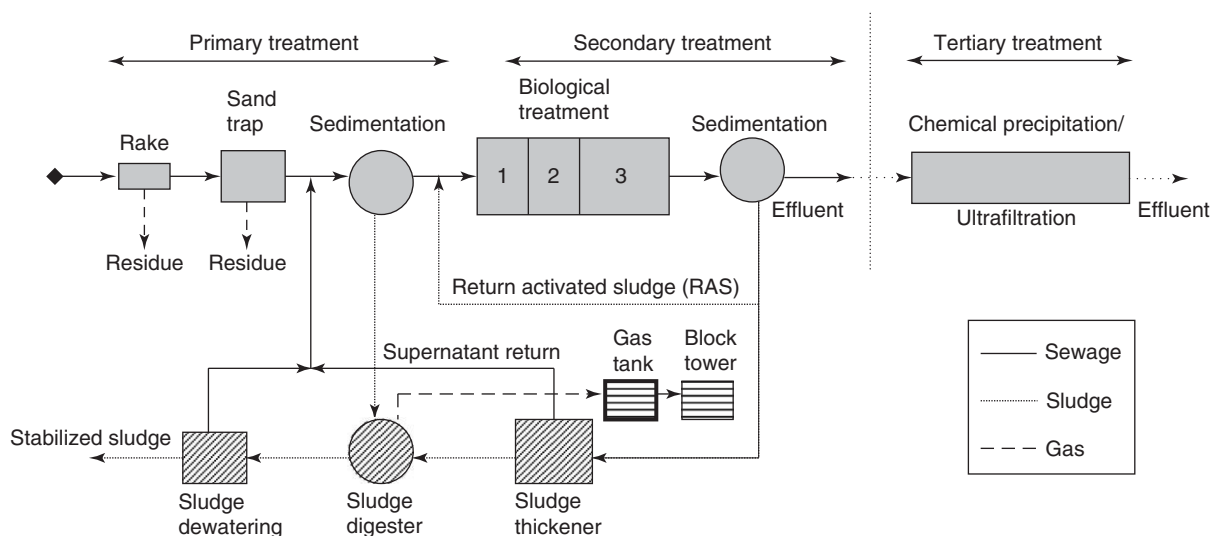 Primary treatment
Secondary treatment
Tertiary treatment
Rake
Sand
trap
Sedimentation
Biological
treatment
1
2
3
Sedimentation
Chemical precipitation/
Ultrafiltration
Effluent
Effluent
Residue
Residue
Return activated sludge (RAS)
Supernatant return
Gas
tank
Block
tower
Stabilized sludge
Sludge
dewatering
Sludge
digester
Sludge
thickener
Sewage
Sludge
Gas